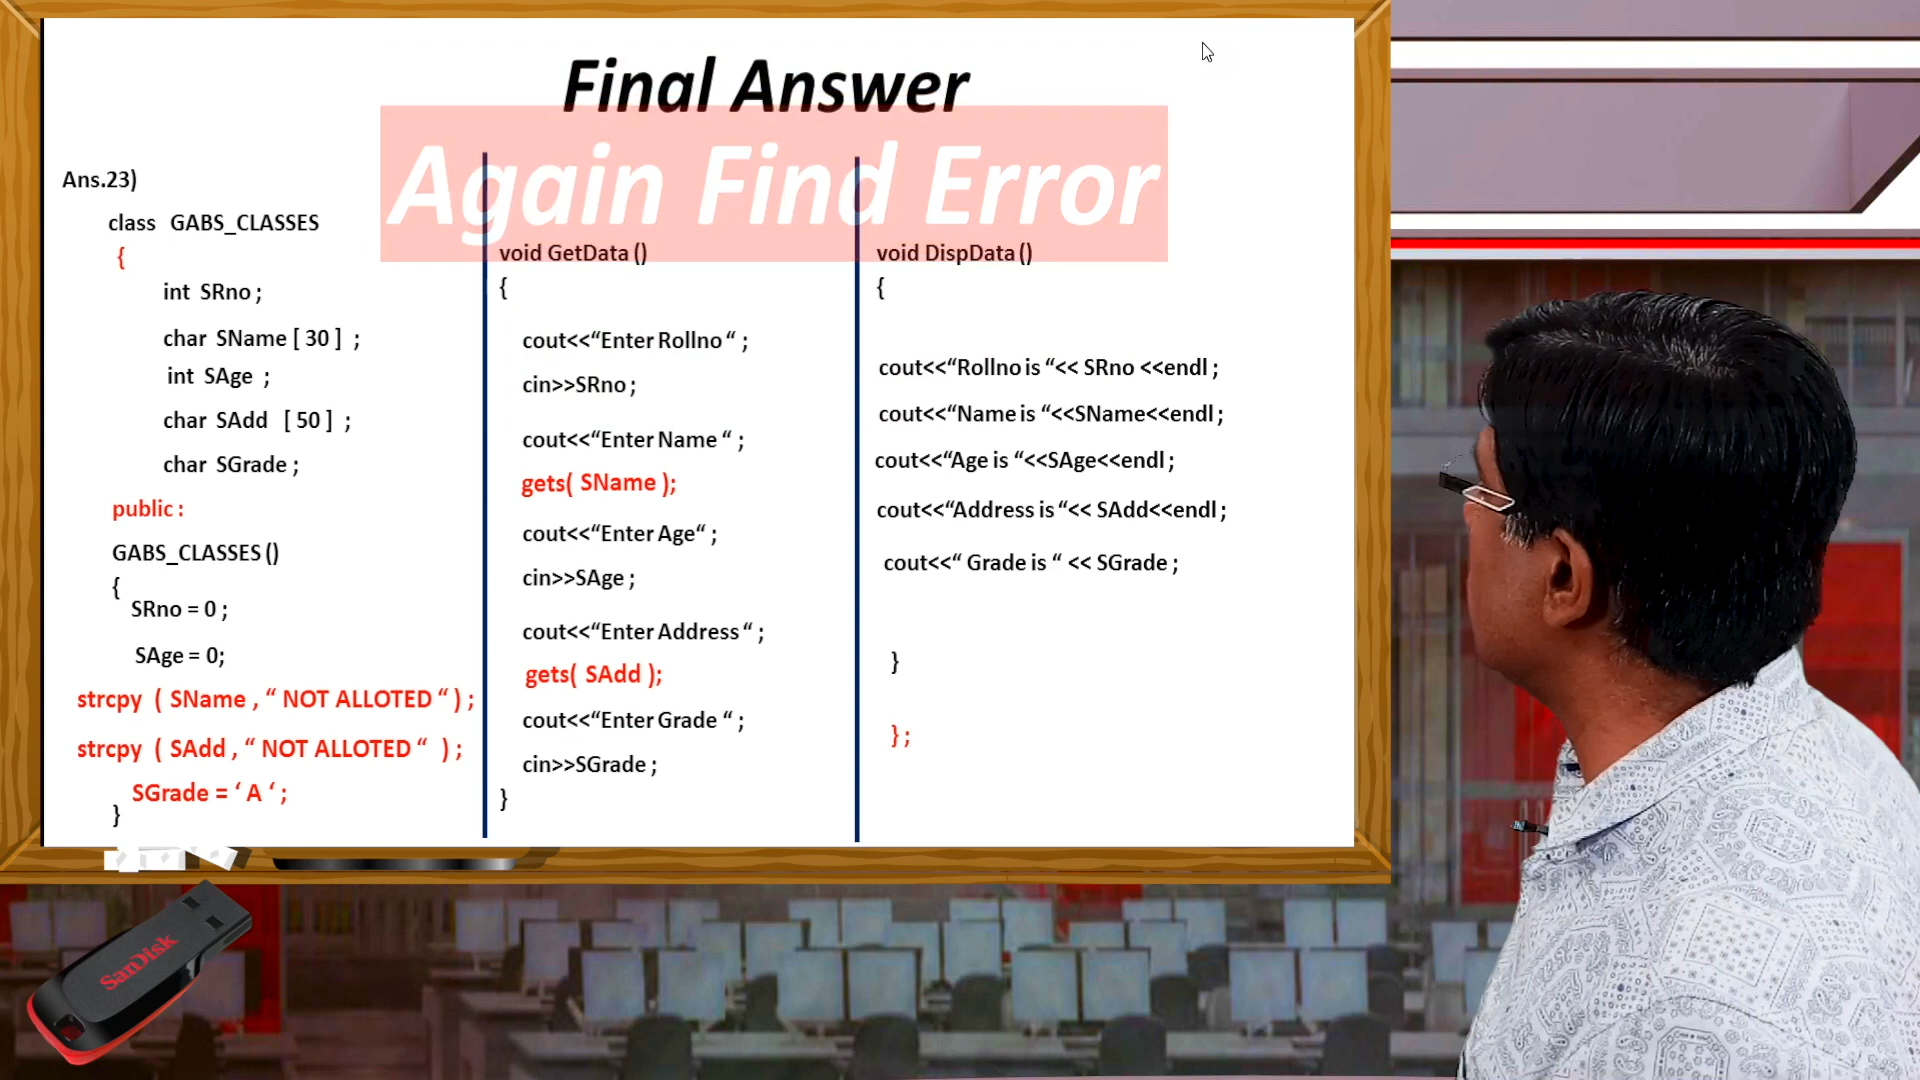 Final Answer
Again Find Error
Ans.23)
class GABS_CLASSES
{
int SRno ;
char SName [ 30 ] ;
int SAge ;
char SAdd [ 50 ] ;
char SGrade ;
public :
GABS_CLASSES ()
{
SRno = 0 ;
SAge = 0;
strcpy ( SName , “ NOT ALLOTED “ ) ;
strcpy ( SAdd , “ NOT ALLOTED “ ) ;
SGrade = ‘ A ‘ ;
}
void GetData ()
{
cout<<“Enter Rollno “ ;
cin>>SRno ;
cout<<“Enter Name “ ;
gets( SName );
cout<<“Enter Age“ ;
cin>>SAge ;
cout<<“Enter Address “ ;
gets( SAdd );
cout<<“Enter Grade “ ;
cin>>SGrade ;
}
void DispData ()
{
cout<<“Rollno is “<< SRno <<endl ;
cout<<“Name is “<<SName<<endl ;
cout<<“Age is “<<SAge<<endl ;
cout<<“Address is “<< SAdd<<endl ;
cout<<“ Grade is “ << SGrade ;
}
} ;
SanDisk